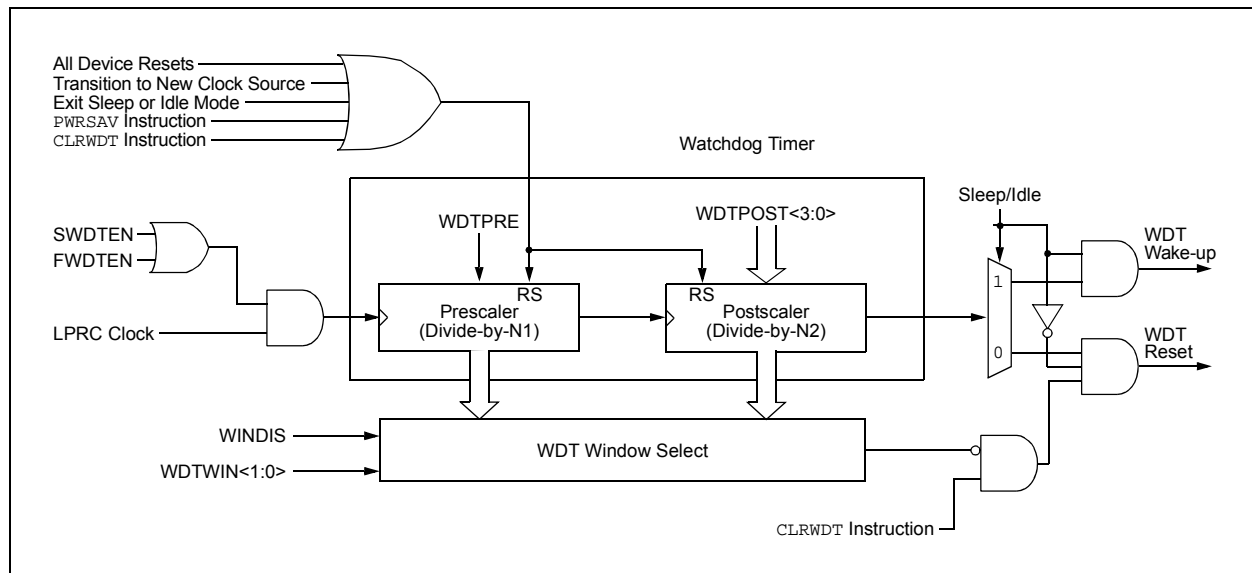 All Device Resets
Transition to New Clock Source
Exit Sleep or Idle Mode
PWRSAV Instruction
CLRWDT Instruction
Watchdog Timer
Sleep/Idle
WDTPRE
WDTPOST<3:0>
SWDTEN
FWDTEN
WDT
Wake-up
RS
RS
1
Prescaler
(Divide-by-N1)
Postscaler
(Divide-by-N2)
LPRC Clock
0
WDT
Reset
WINDIS
WDT Window Select
WDTWIN<1:0>
CLRWDT Instruction